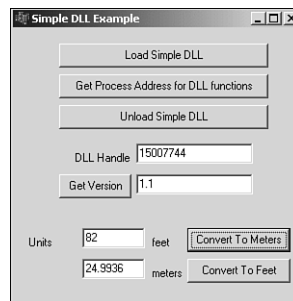 Simple DLL Example
Load Simple DLL
Get Process Address for DLL functions
Unload Simple DLL
DLL Handle 15007744
Get Version 1.1
Units 82 feet Convert To Meters
24.9936 meters Convert To Feet